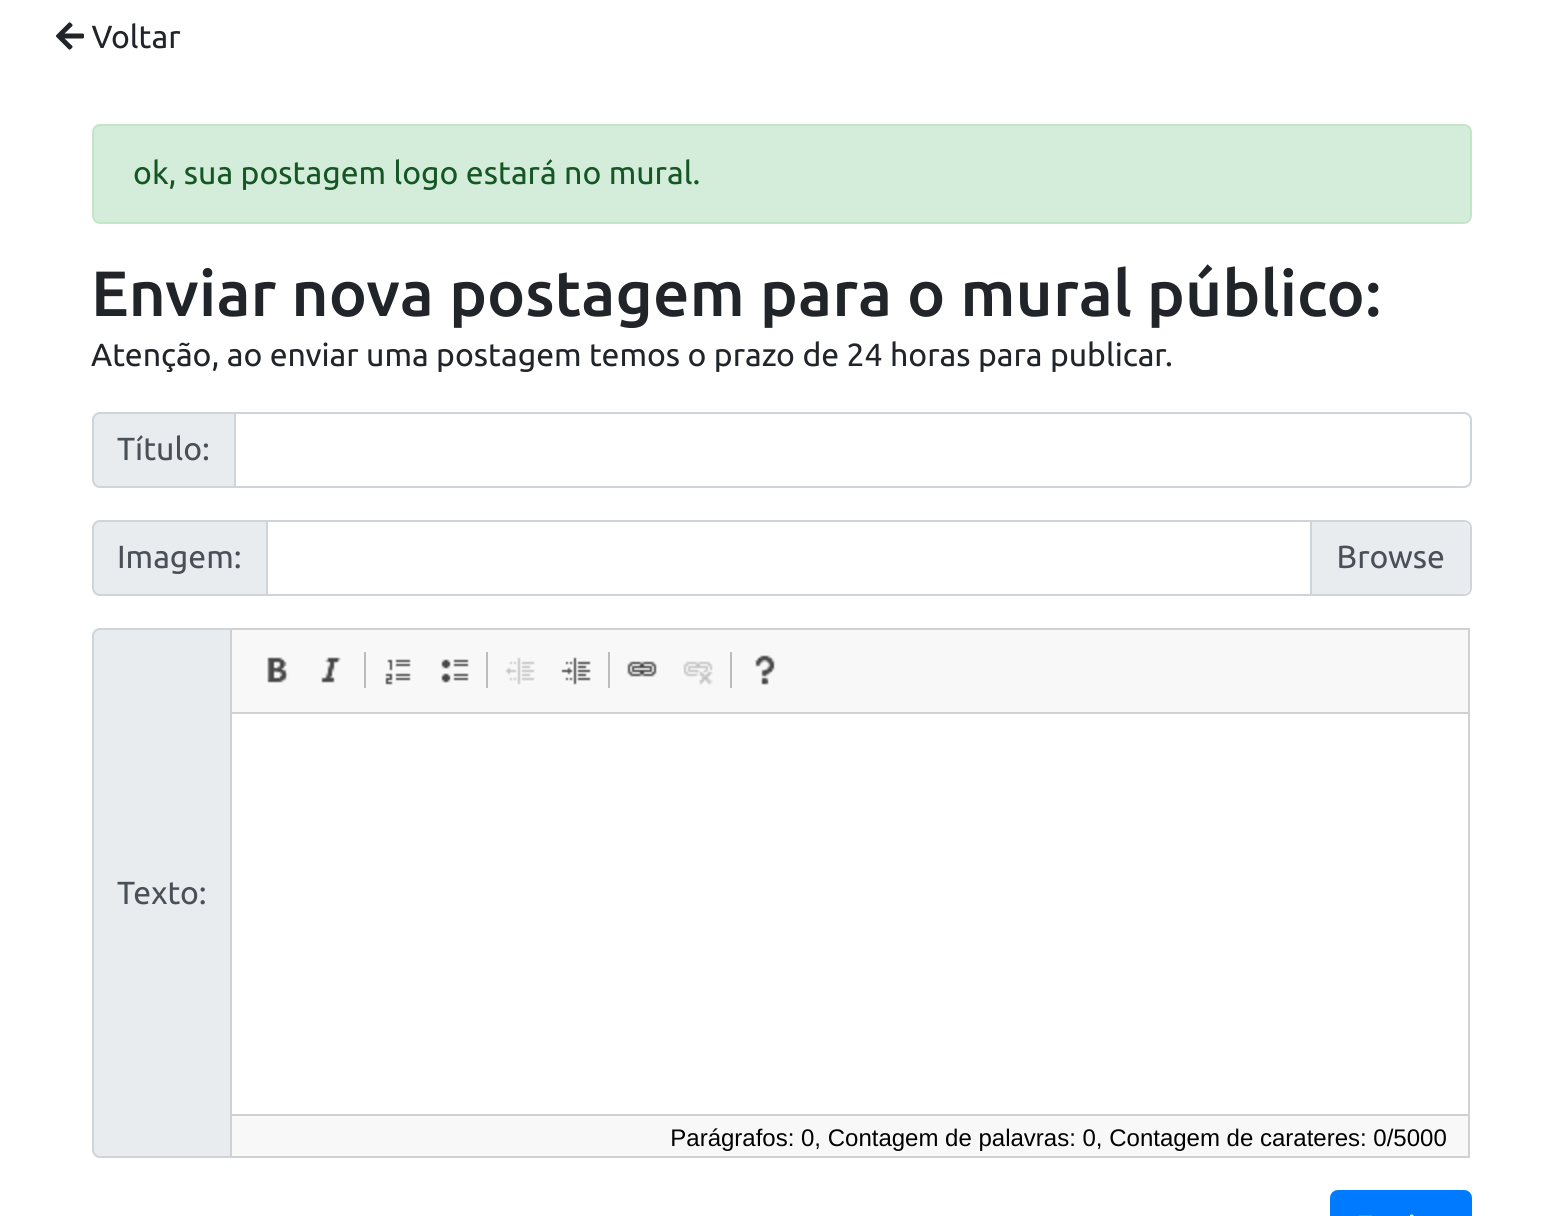 Voltar
ok, sua postagem logo estará no mural.
Enviar nova postagem para o mural público:
Atenção, ao enviar uma postagem temos o prazo de 24 horas para publicar.
Título:
Imagem: Browse
B I ?
Texto:
Parágrafos: 0, Contagem de palavras: 0, Contagem de carateres: 0/5000